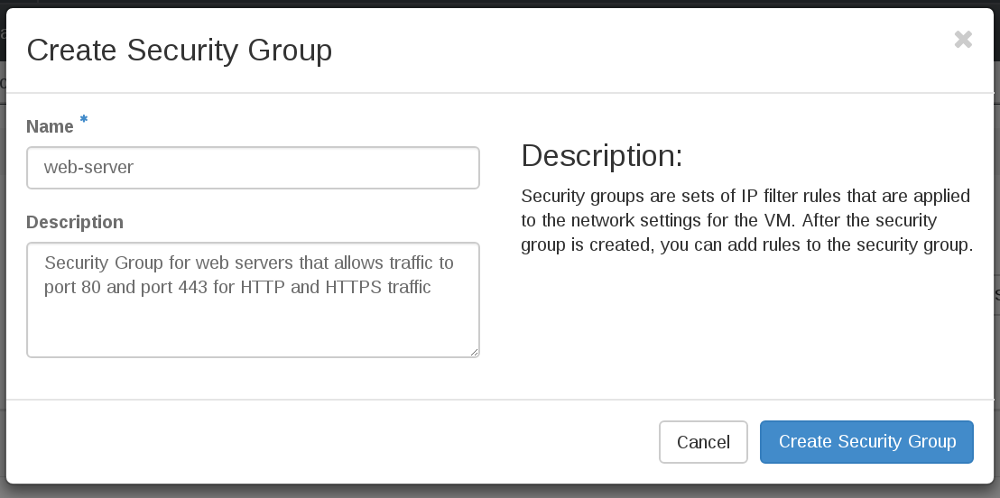 Create Security Group
Name *
web-server
Description
Security Group for web servers that allows traffic to
port 80 and port 443 for HTTP and HTTPS traffic
Description:
Security groups are sets of IP filter rules that are applied
to the network settings for the VM. After the security
group is created, you can add rules to the security group.
Cancel
Create Security Group